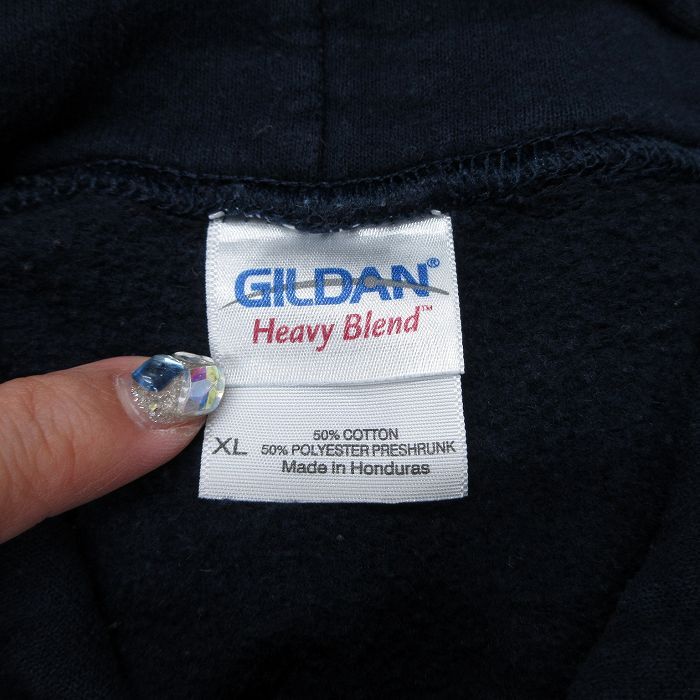 GILDAN®
Heavy Blend™
XL
50% COTTON
50% POLYESTER PRESHRUNK
Made in Honduras